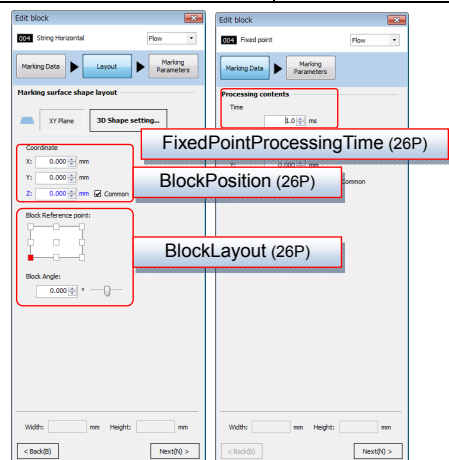 Edit block
004 String Horizontal Flow
Marking Data Layout Marking Parameters
Marking surface shape layout
XY Plane 3D Shape setting...
Coordinate
X: 0.000 mm
Y: 0.000 mm
Z: 0.000 mm Common
Block Reference point:
Block Angle:
0.000 °
Width: mm Height: mm
< Back(B) Next(N) >
Edit block
004 Fixed point Flow
Marking Data Marking Parameters
Processing contents
Time
1.0 ms
FixedPointProcessingTime (26P)
Y: 0.000 mm
BlockPosition (26P)
BlockLayout (26P)
Width: mm Height: mm
< Back(B) Next(N) >